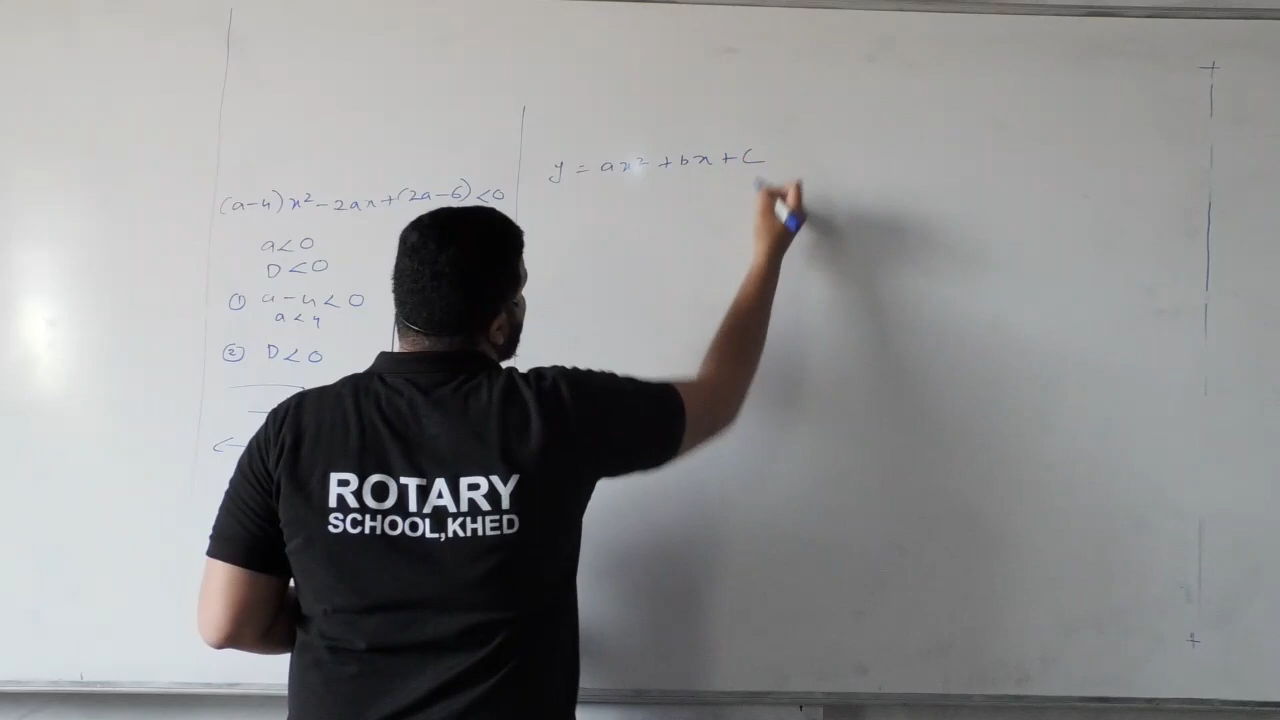 (a-4)x²-2ax+(2a-6)<0
a<0
D<0
① a-4<0
a<4
② D<0
y = ax²+bx+c
ROTARY
SCHOOL,KHED